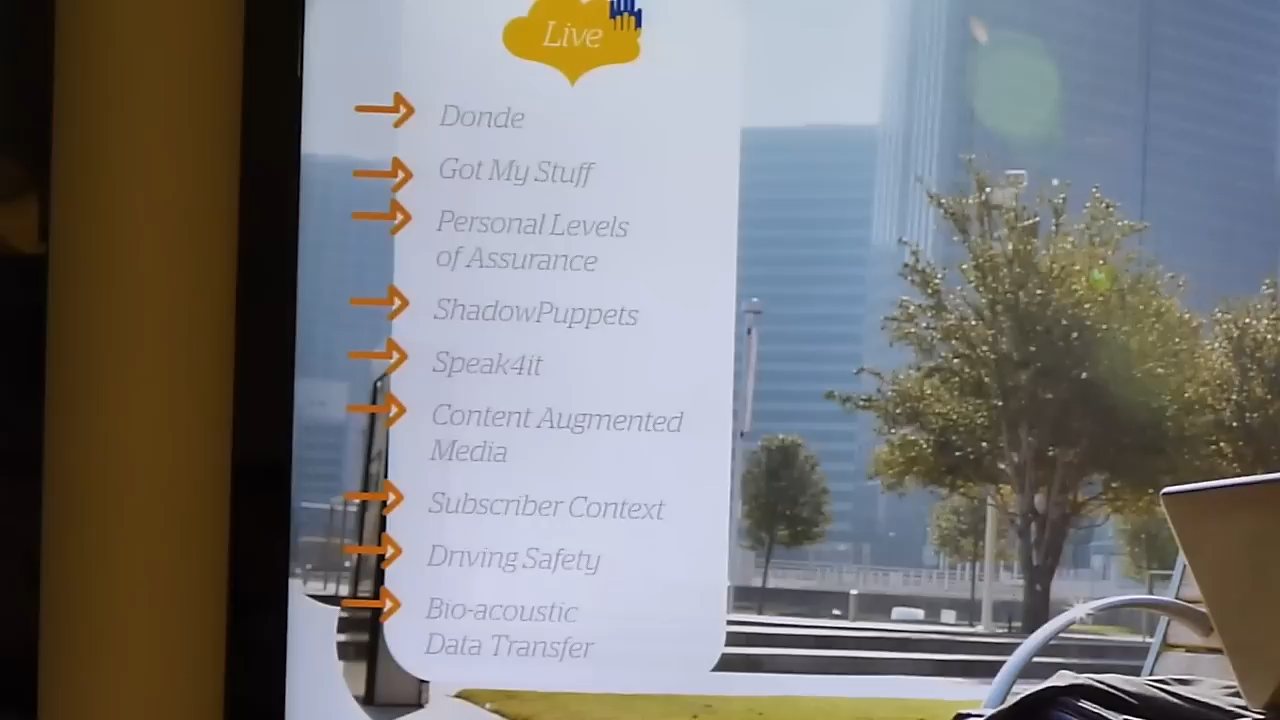 Live
Donde
Got My Stuff
Personal Levels
of Assurance
ShadowPuppets
Speak4it
Content Augmented
Media
Subscriber Context
Driving Safety
Bio-acoustic
Data Transfer